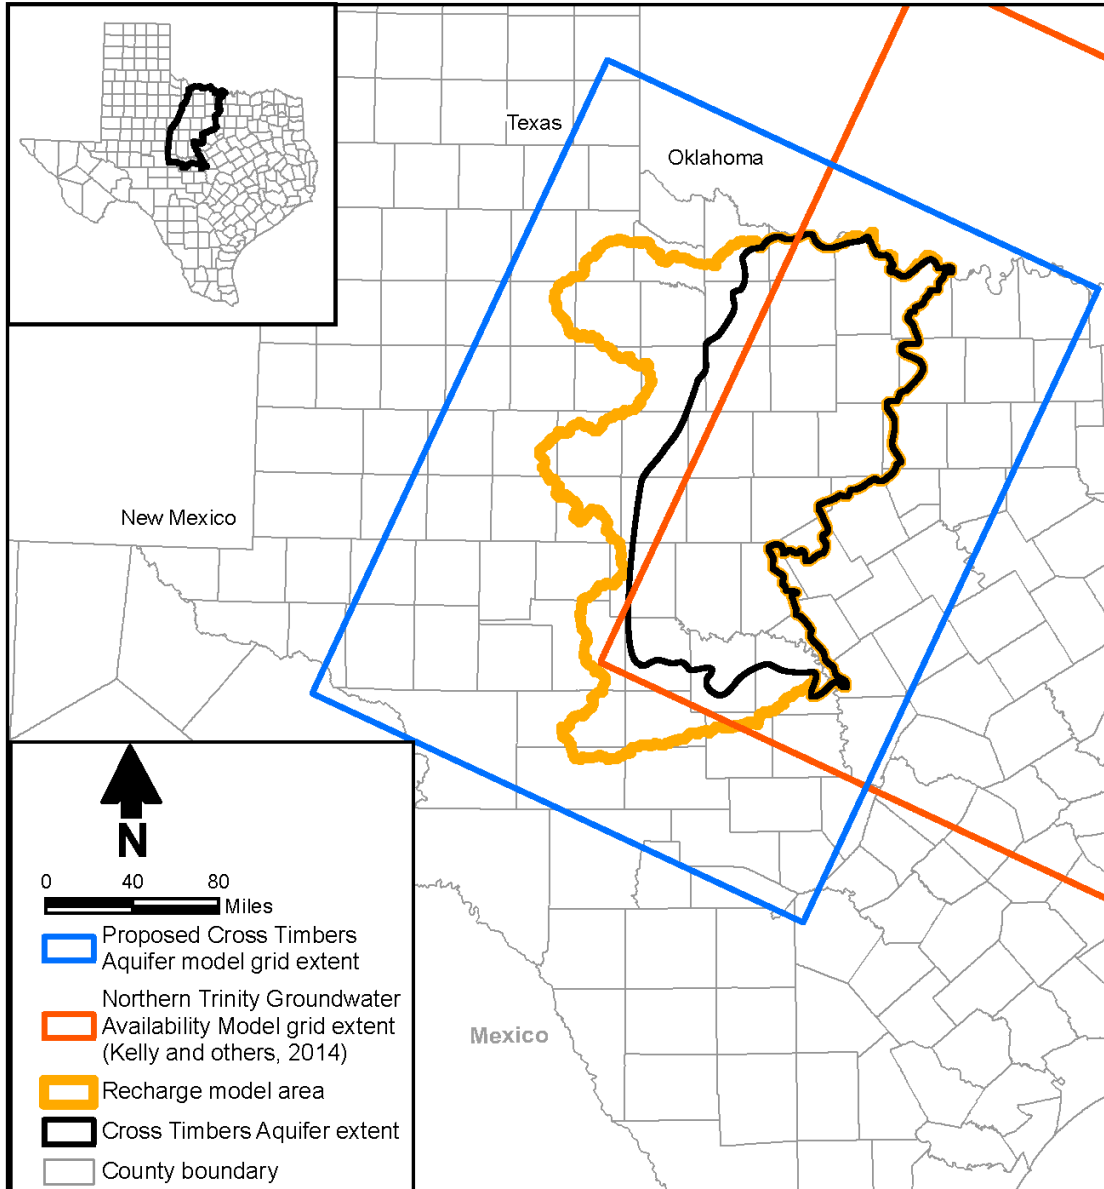 Texas
Oklahoma
New Mexico
Mexico
N
0 40 80
Miles
Proposed Cross Timbers
Aquifer model grid extent
Northern Trinity Groundwater
Availability Model grid extent
(Kelly and others, 2014)
Recharge model area
Cross Timbers Aquifer extent
County boundary